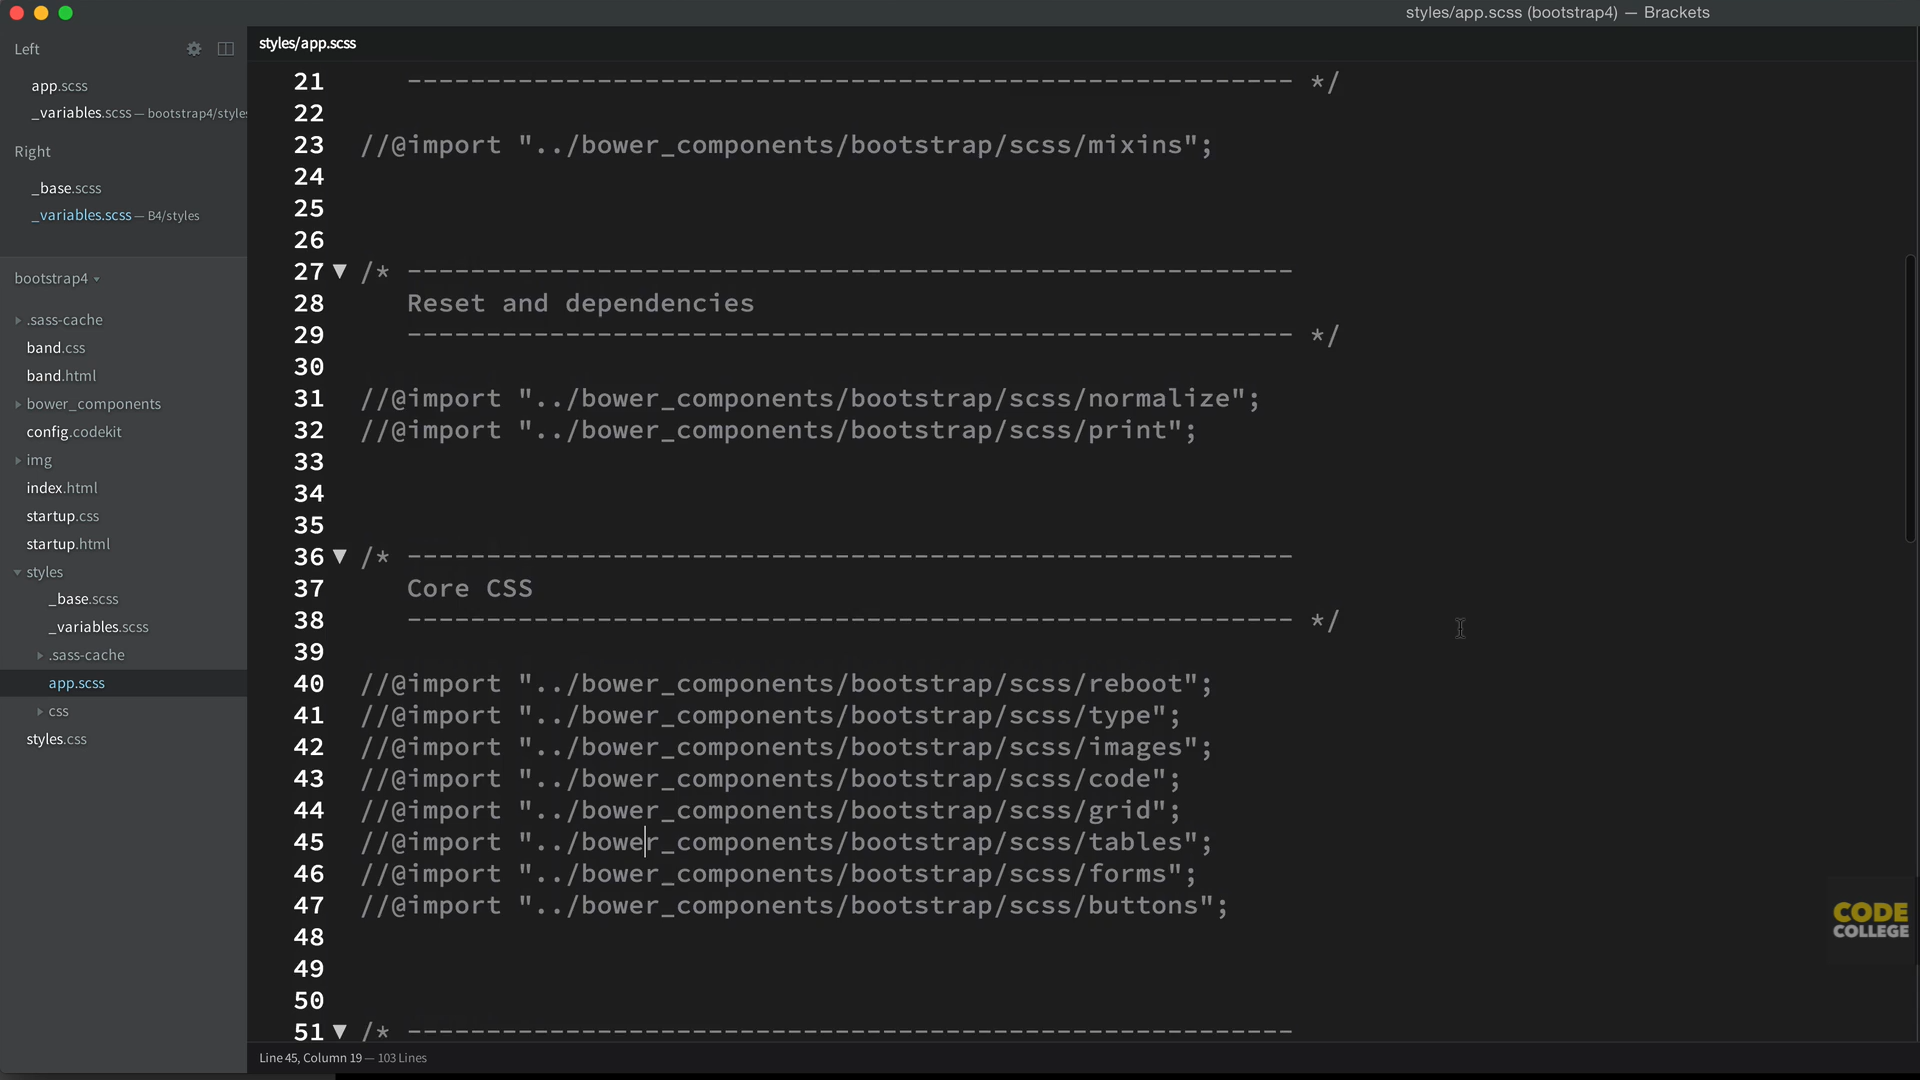 styles/app.scss (bootstrap4) — Brackets
Left
app.scss
_variables.scss — bootstrap4/style
Right
_base.scss
_variables.scss — B4/styles
bootstrap4
.sass-cache
band.css
band.html
bower_components
config.codekit
img
index.html
startup.css
startup.html
styles
_base.scss
_variables.scss
.sass-cache
app.scss
css
styles.css
styles/app.scss
21 -------------------------------------------------------- */
22
23 //@import "../bower_components/bootstrap/scss/mixins";
24
25
26
27 /* --------------------------------------------------------
28 Reset and dependencies
29 -------------------------------------------------------- */
30
31 //@import "../bower_components/bootstrap/scss/normalize";
32 //@import "../bower_components/bootstrap/scss/print";
33
34
35
36 /* --------------------------------------------------------
37 Core CSS
38 -------------------------------------------------------- */
39
40 //@import "../bower_components/bootstrap/scss/reboot";
41 //@import "../bower_components/bootstrap/scss/type";
42 //@import "../bower_components/bootstrap/scss/images";
43 //@import "../bower_components/bootstrap/scss/code";
44 //@import "../bower_components/bootstrap/scss/grid";
45 //@import "../bower_components/bootstrap/scss/tables";
46 //@import "../bower_components/bootstrap/scss/forms";
47 //@import "../bower_components/bootstrap/scss/buttons";
48
49
50
51 /* --------------------------------------------------------
CODE
COLLEGE
Line 45, Column 19 — 103 Lines